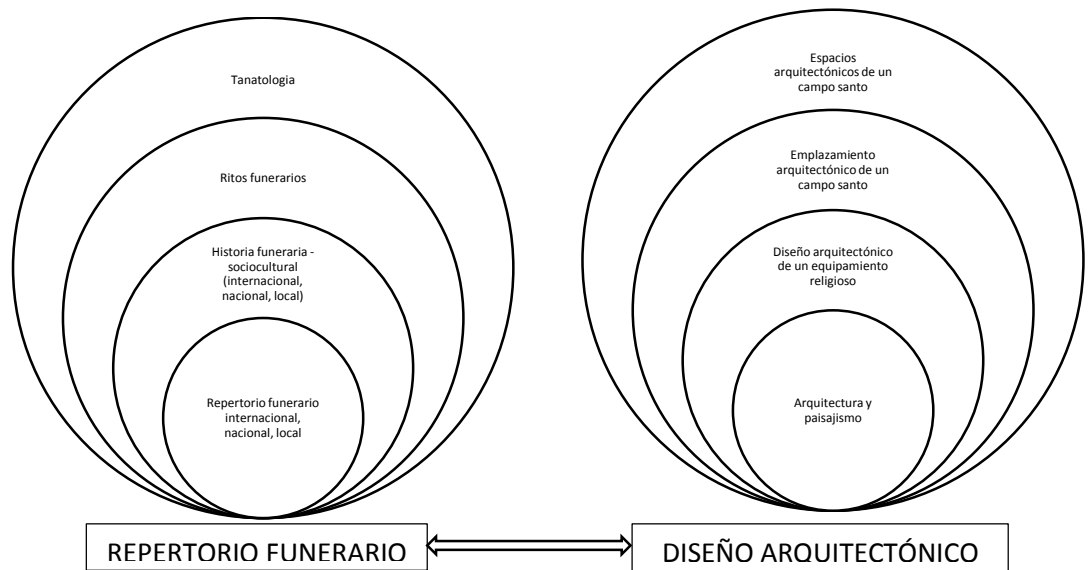 Tanatologia
Ritos funerarios
Historia funeraria -
sociocultural
(internacional,
nacional, local)
Repertorio funerario
internacional,
nacional, local
REPERTORIO FUNERARIO
Espacios
arquitectónicos de un
campo santo
Emplazamiento
arquitectónico de un
campo santo
Diseño arquitectónico
de un equipamiento
religioso
Arquitectura y
paisajismo
DISEÑO ARQUITECTÓNICO